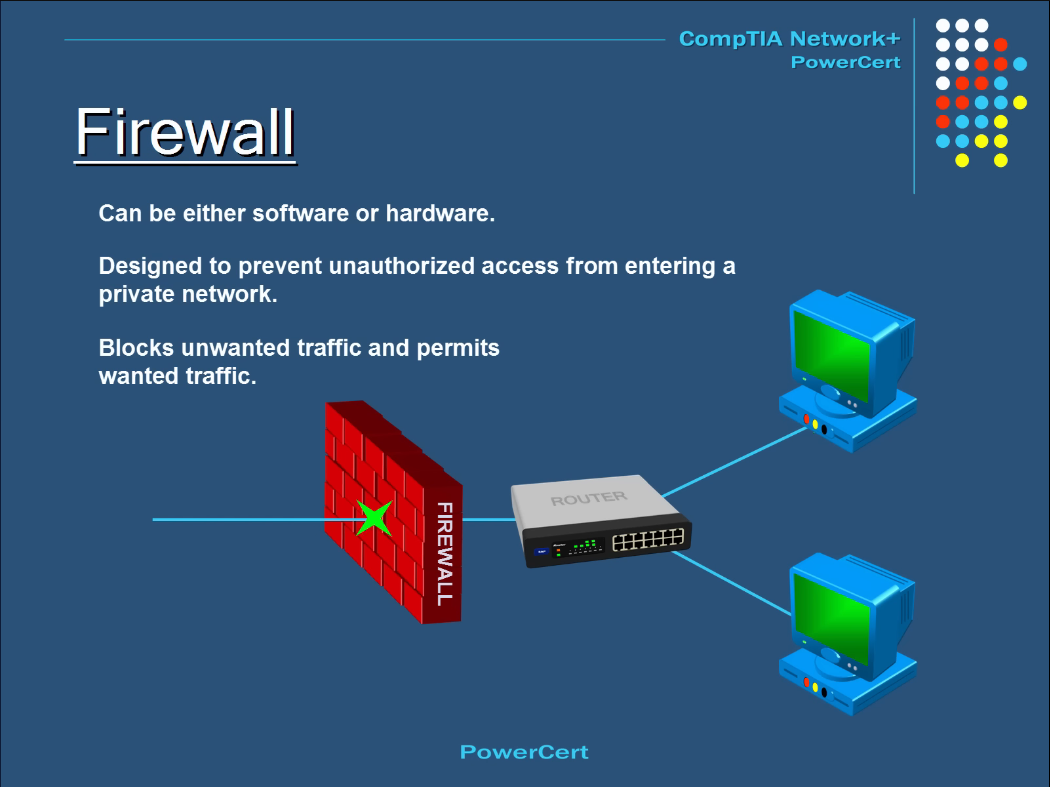 CompTIA Network+
PowerCert
Firewall
Can be either software or hardware.
Designed to prevent unauthorized access from entering a
private network.
Blocks unwanted traffic and permits
wanted traffic.
FIREWALL
ROUTER
PowerCert